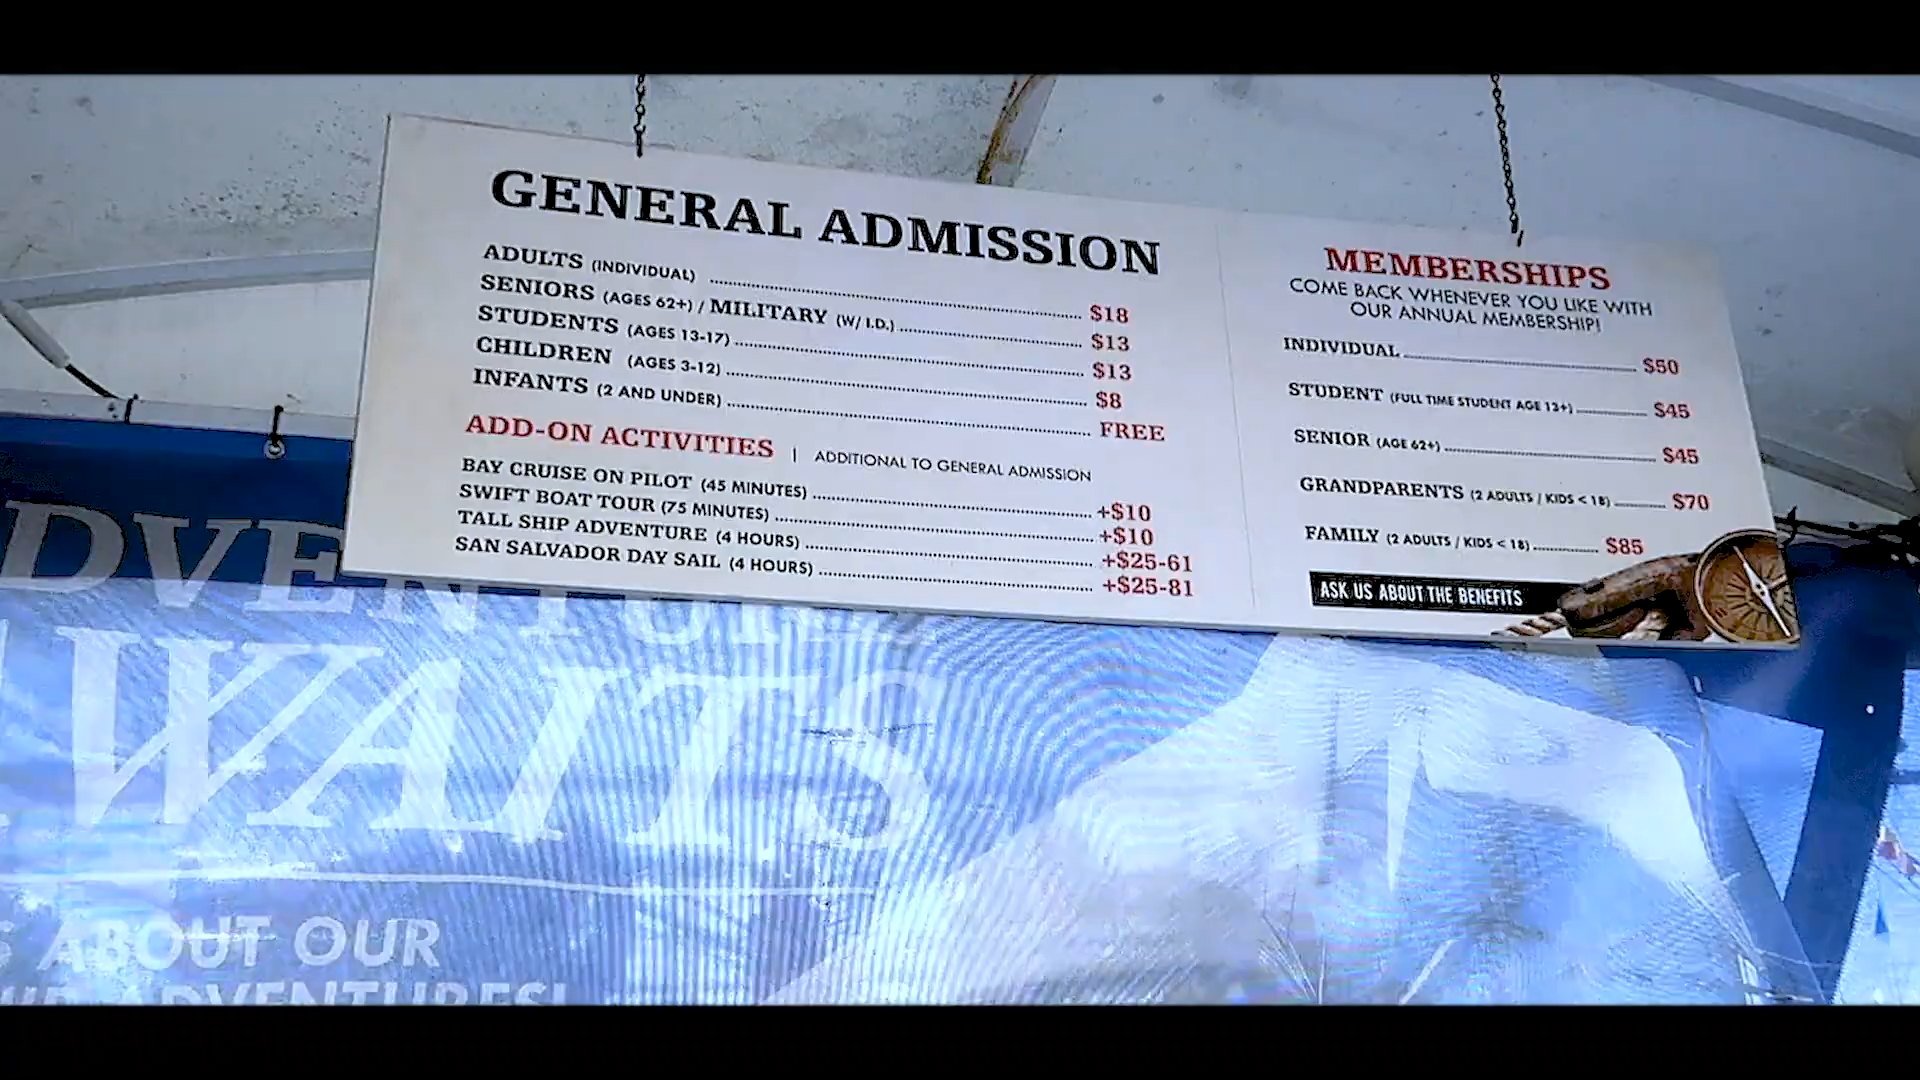 GENERAL ADMISSION
ADULTS (INDIVIDUAL) ........ $18
SENIORS (AGES 62+) / MILITARY (W/ I.D.) ........ $13
STUDENTS (AGES 13-17) ........ $13
CHILDREN (AGES 3-12) ........ $8
INFANTS (2 AND UNDER) ........ FREE
ADD-ON ACTIVITIES | ADDITIONAL TO GENERAL ADMISSION
BAY CRUISE ON PILOT (45 MINUTES) ........ +$10
SWIFT BOAT TOUR (75 MINUTES) ........ +$10
TALL SHIP ADVENTURE (4 HOURS) ........ +$25-61
SAN SALVADOR DAY SAIL (4 HOURS) ........ +$25-81
MEMBERSHIPS
COME BACK WHENEVER YOU LIKE WITH
OUR ANNUAL MEMBERSHIP!
INDIVIDUAL ........ $50
STUDENT (FULL TIME STUDENT AGE 13+) ........ $45
SENIOR (AGE 62+) ........ $45
GRANDPARENTS (2 ADULTS / KIDS < 18) ........ $70
FAMILY (2 ADULTS / KIDS < 18) ........ $85
ASK US ABOUT THE BENEFITS
DVENTURE
WAITS
S ABOUT OUR
UR ADVENTURES!